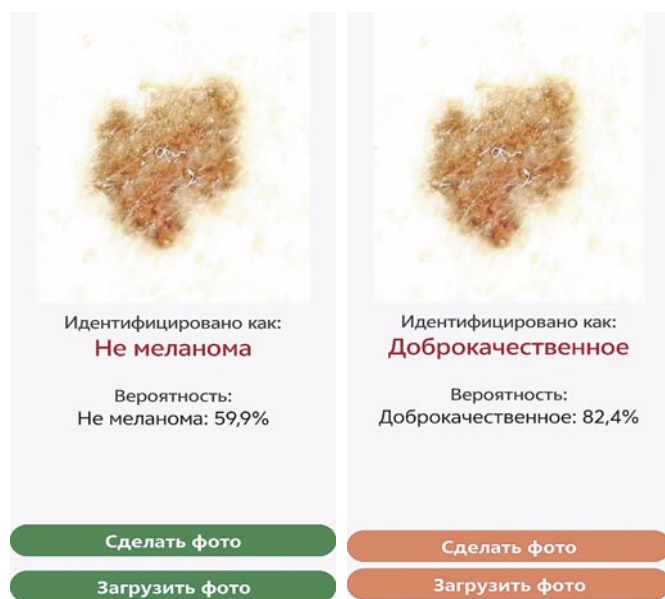 Идентифицировано как:
Не меланома
Вероятность:
Не меланома: 59,9%
Сделать фото
Загрузить фото
Идентифицировано как:
Доброкачественное
Вероятность:
Доброкачественное: 82,4%
Сделать фото
Загрузить фото